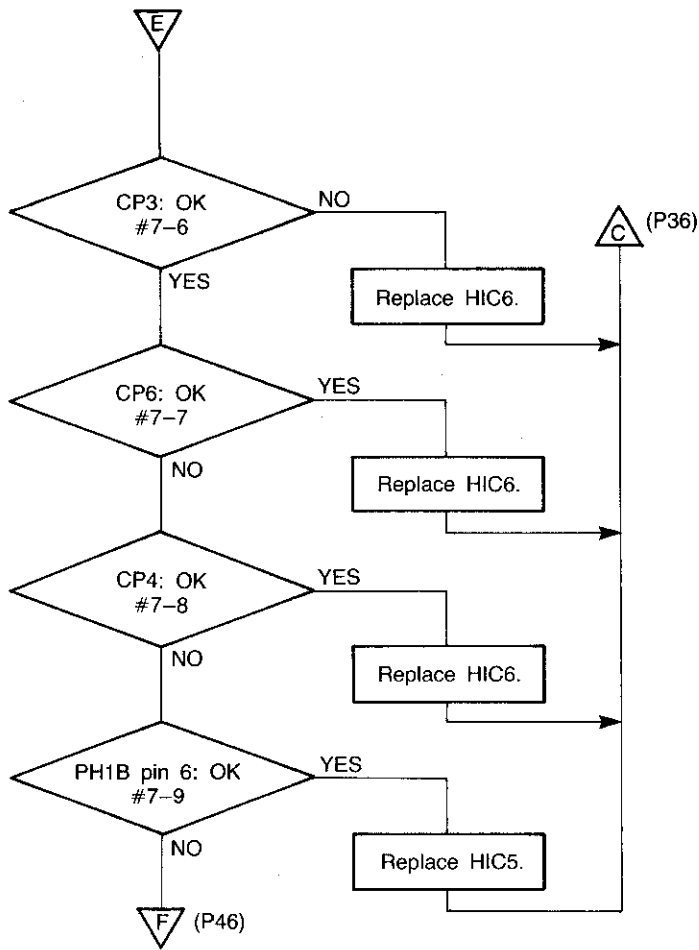 E
CP3: OK
#7–6
NO
YES
C (P36)
Replace HIC6.
CP6: OK
#7–7
YES
NO
Replace HIC6.
CP4: OK
#7–8
YES
NO
Replace HIC6.
PH1B pin 6: OK
#7–9
YES
NO
Replace HIC5.
F (P46)